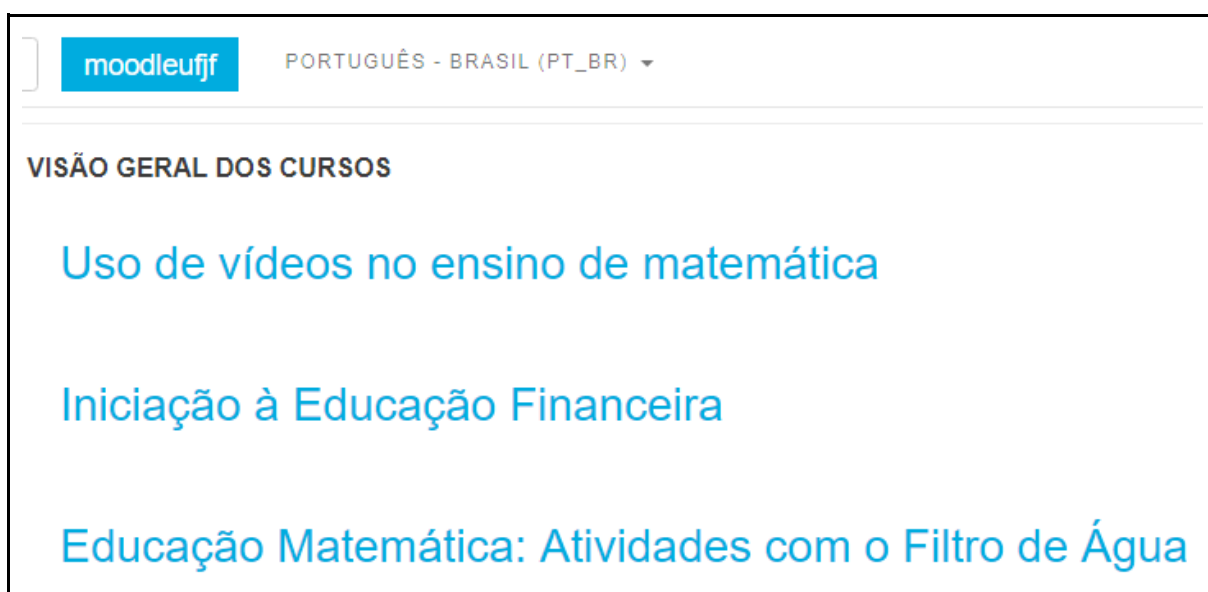 moodleufjf PORTUGUÊS - BRASIL (PT_BR)
VISÃO GERAL DOS CURSOS
Uso de vídeos no ensino de matemática
Iniciação à Educação Financeira
Educação Matemática: Atividades com o Filtro de Água